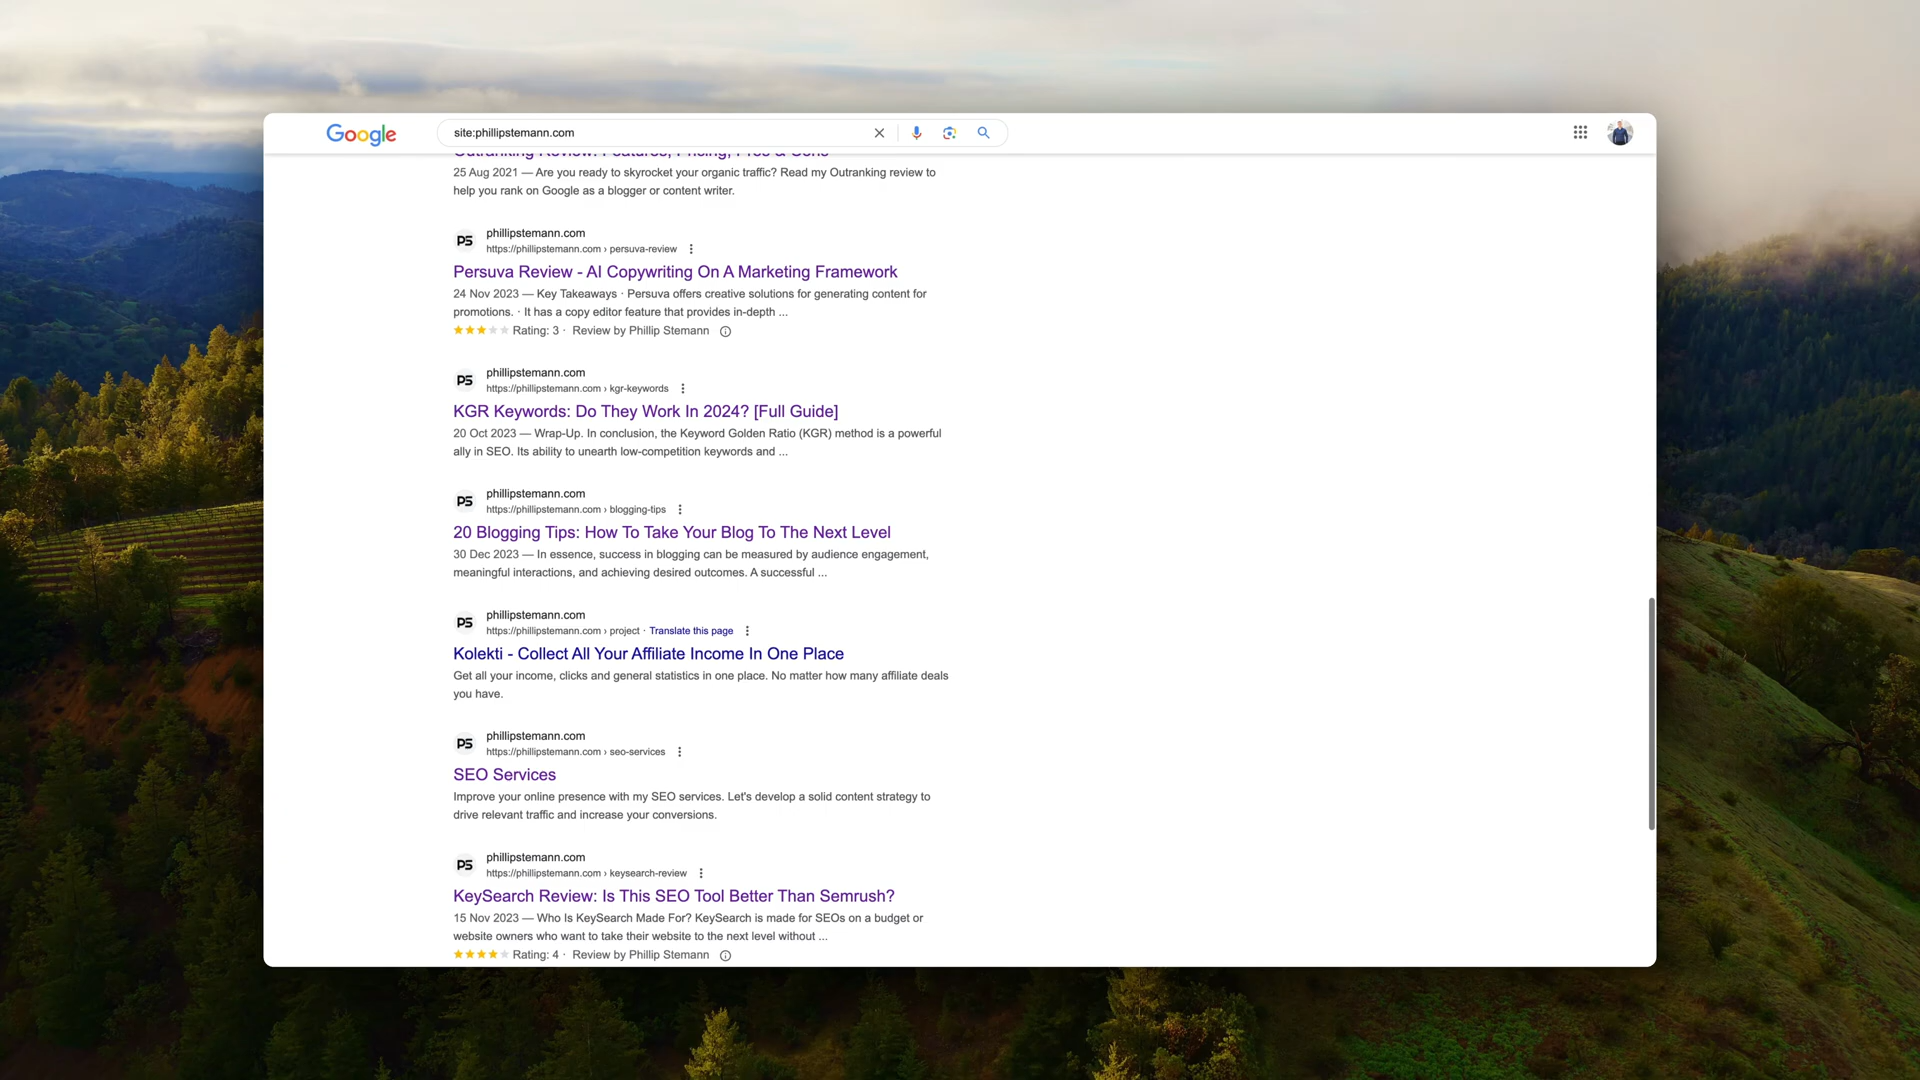 Google
site:phillipstemann.com
Outranking Review: Features, Pricing, Pros & Cons
25 Aug 2021 — Are you ready to skyrocket your organic traffic? Read my Outranking review to
help you rank on Google as a blogger or content writer.
PS
phillipstemann.com
https://phillipstemann.com › persuva-review
Persuva Review - AI Copywriting On A Marketing Framework
24 Nov 2023 — Key Takeaways · Persuva offers creative solutions for generating content for
promotions. · It has a copy editor feature that provides in-depth ...
Rating: 3 · Review by Phillip Stemann
PS
phillipstemann.com
https://phillipstemann.com › kgr-keywords
KGR Keywords: Do They Work In 2024? [Full Guide]
20 Oct 2023 — Wrap-Up. In conclusion, the Keyword Golden Ratio (KGR) method is a powerful
ally in SEO. Its ability to unearth low-competition keywords and ...
PS
phillipstemann.com
https://phillipstemann.com › blogging-tips
20 Blogging Tips: How To Take Your Blog To The Next Level
30 Dec 2023 — In essence, success in blogging can be measured by audience engagement,
meaningful interactions, and achieving desired outcomes. A successful ...
PS
phillipstemann.com
https://phillipstemann.com › project · Translate this page
Kolekti - Collect All Your Affiliate Income In One Place
Get all your income, clicks and general statistics in one place. No matter how many affiliate deals
you have.
PS
phillipstemann.com
https://phillipstemann.com › seo-services
SEO Services
Improve your online presence with my SEO services. Let's develop a solid content strategy to
drive relevant traffic and increase your conversions.
PS
phillipstemann.com
https://phillipstemann.com › keysearch-review
KeySearch Review: Is This SEO Tool Better Than Semrush?
15 Nov 2023 — Who Is KeySearch Made For? KeySearch is made for SEOs on a budget or
website owners who want to take their website to the next level without ...
Rating: 4 · Review by Phillip Stemann